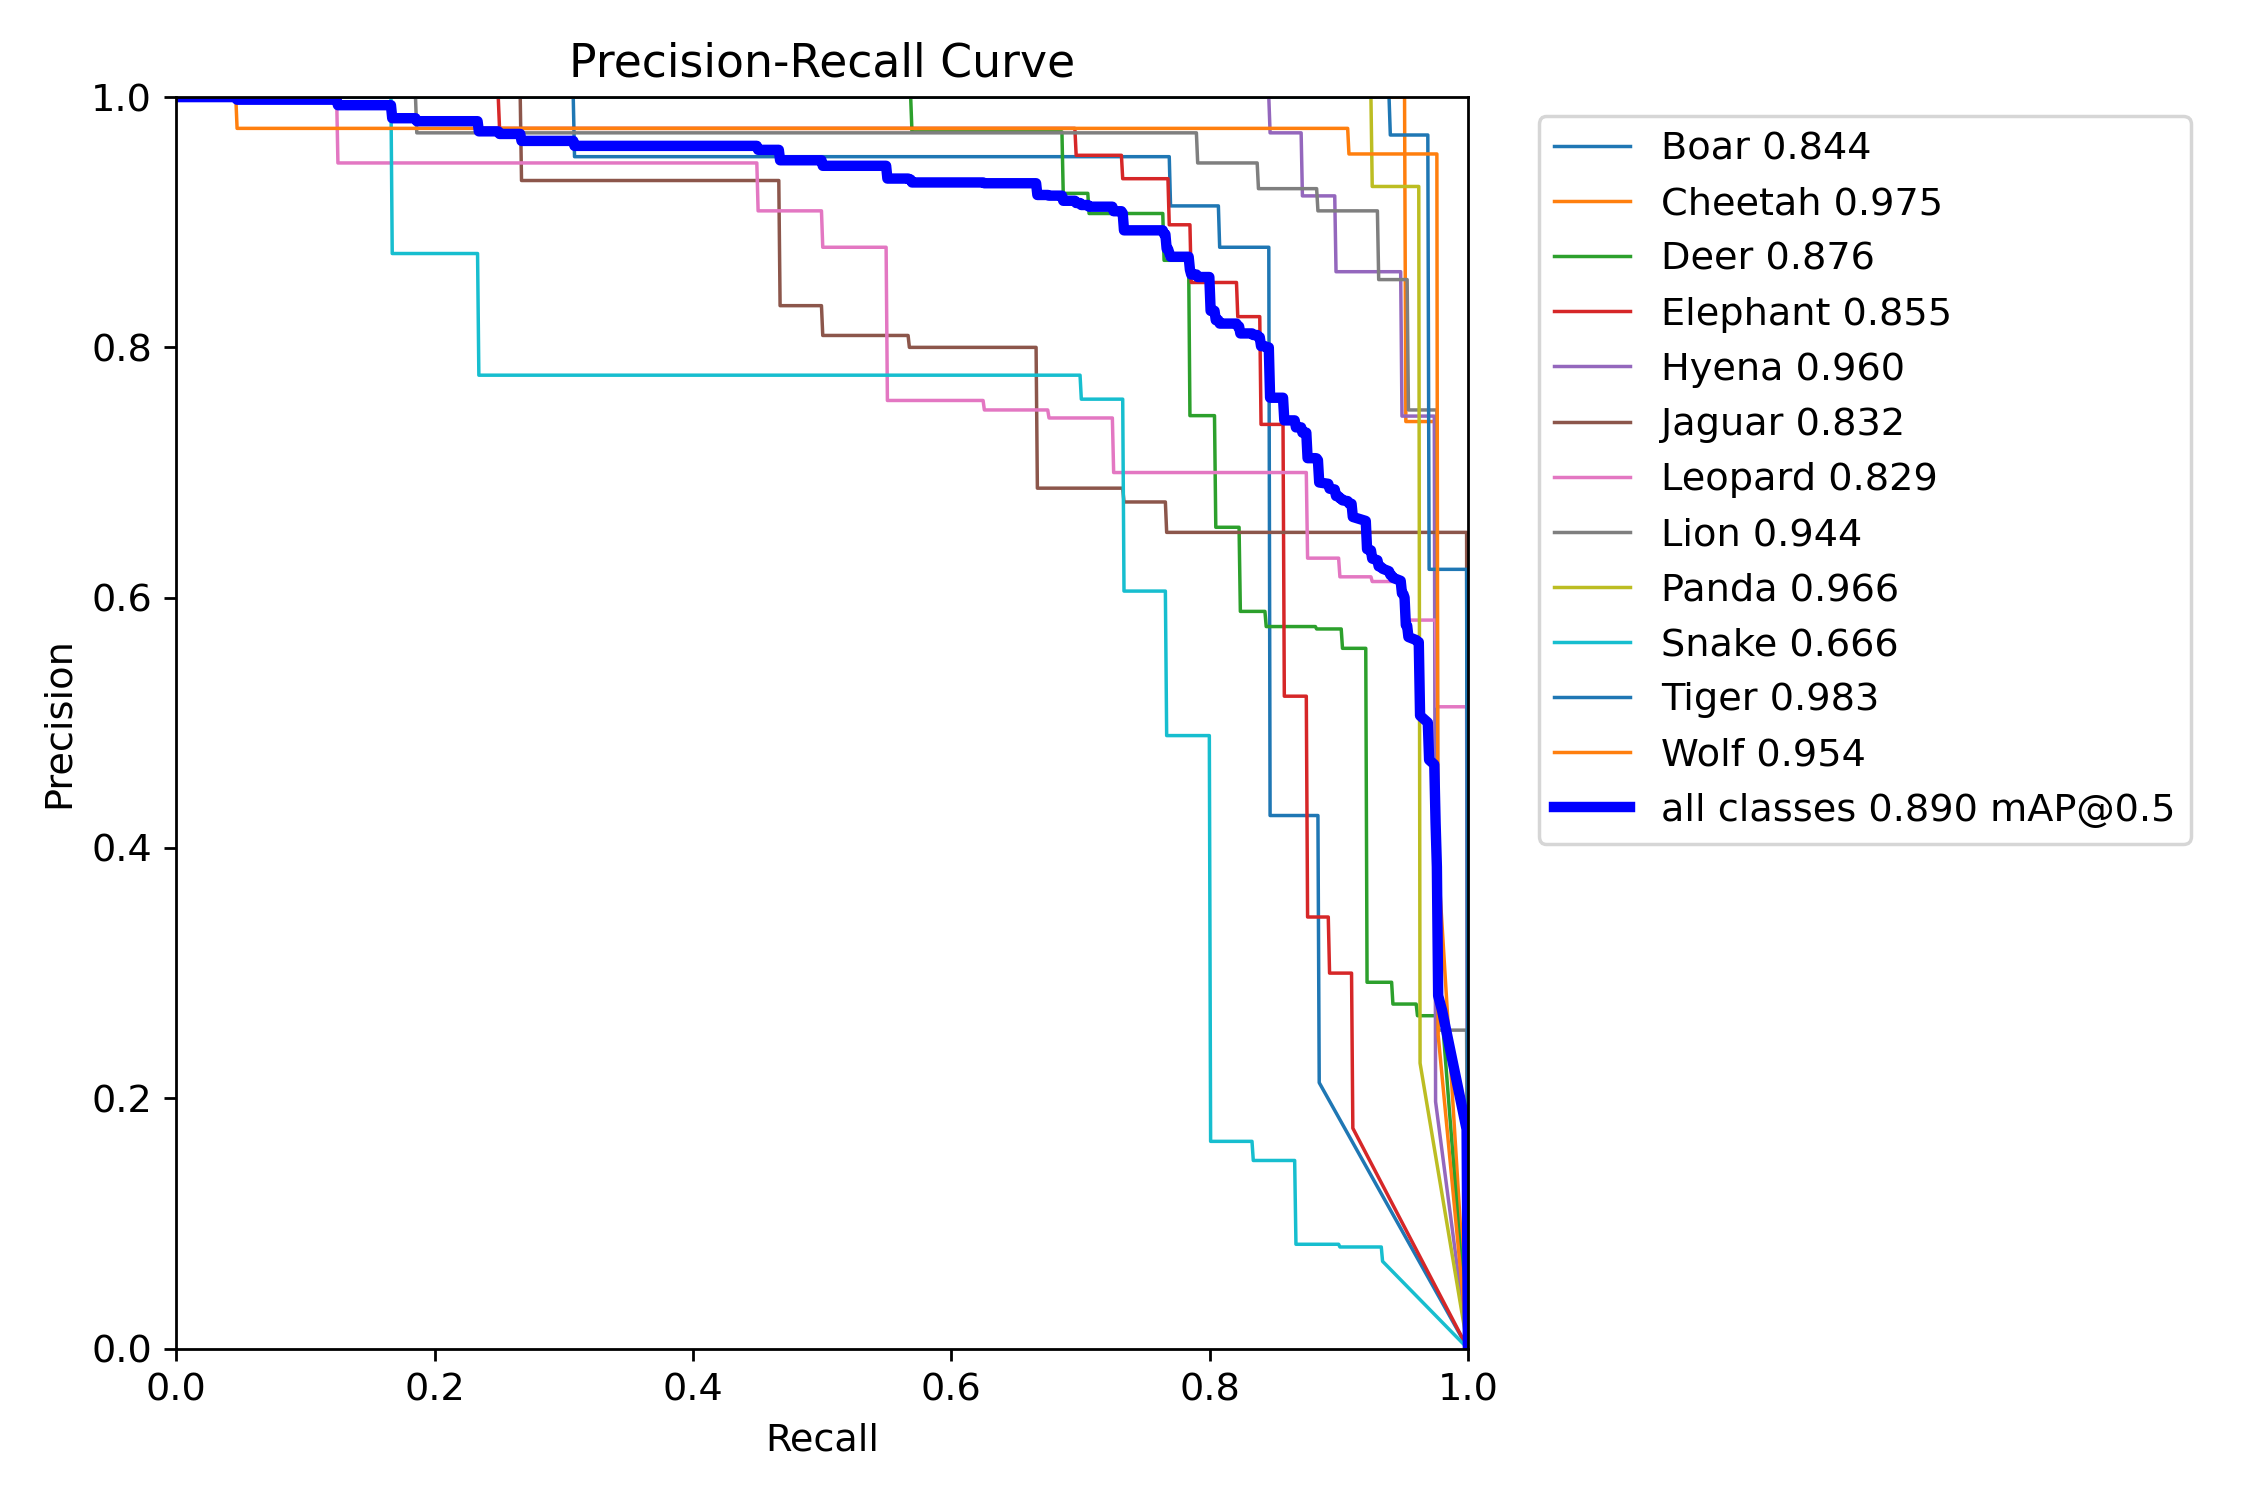 Precision-Recall Curve
1.0
0.8
0.6
0.4
0.2
0.0
Precision
0.0 0.2 0.4 0.6 0.8 1.0
Recall
Boar 0.844
Cheetah 0.975
Deer 0.876
Elephant 0.855
Hyena 0.960
Jaguar 0.832
Leopard 0.829
Lion 0.944
Panda 0.966
Snake 0.666
Tiger 0.983
Wolf 0.954
all classes 0.890 mAP@0.5